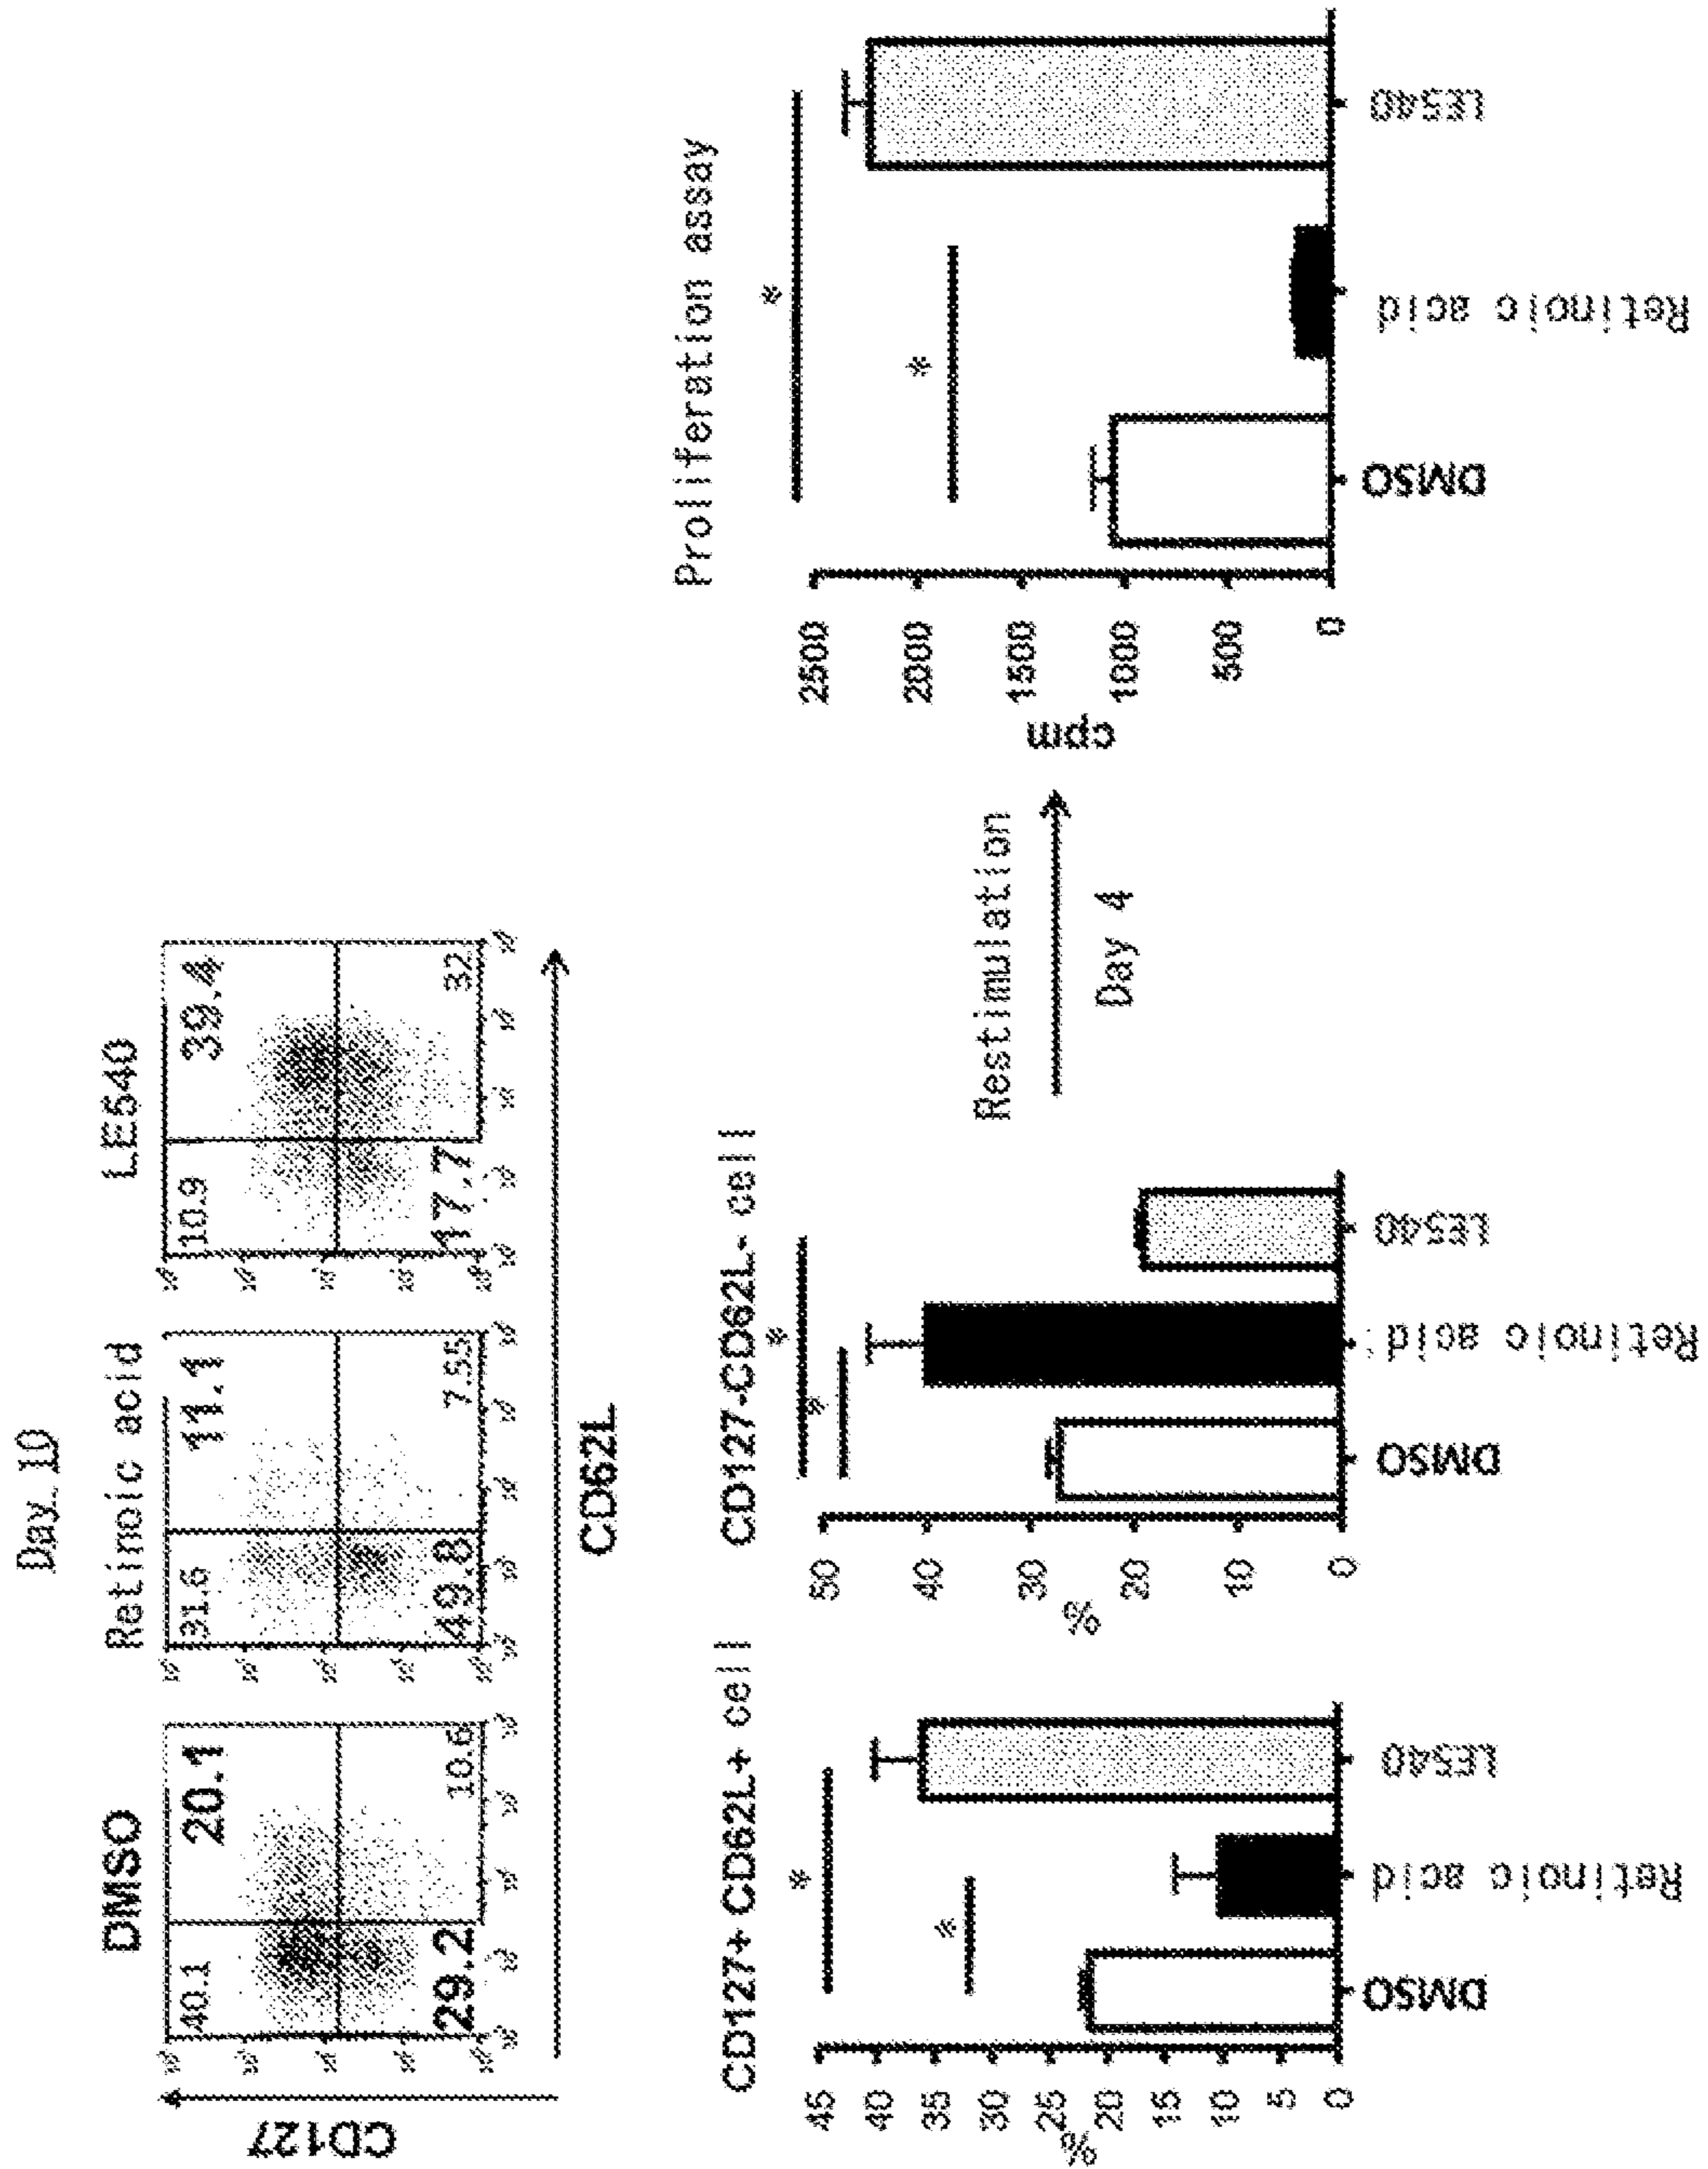 Day 10
DMSO
Retinoic acid
LE540
CD127
40.1
20.1
29.2
10.6
31.6
11.1
49.8
7.55
10.9
39.4
17.7
32
CD62L
CD127+ CD62L+ cell
%
45
40
35
30
25
20
15
10
5
0
DMSO
Retinoic acid
LE540
*
*
CD127-CD62L- cell
%
50
40
30
20
10
0
DMSO
Retinoic acid
LE540
*
*
Restimulation
Day 4
Proliferation assay
cpm
2500
2000
1500
1000
500
0
DMSO
Retinoic acid
LE540
*
*